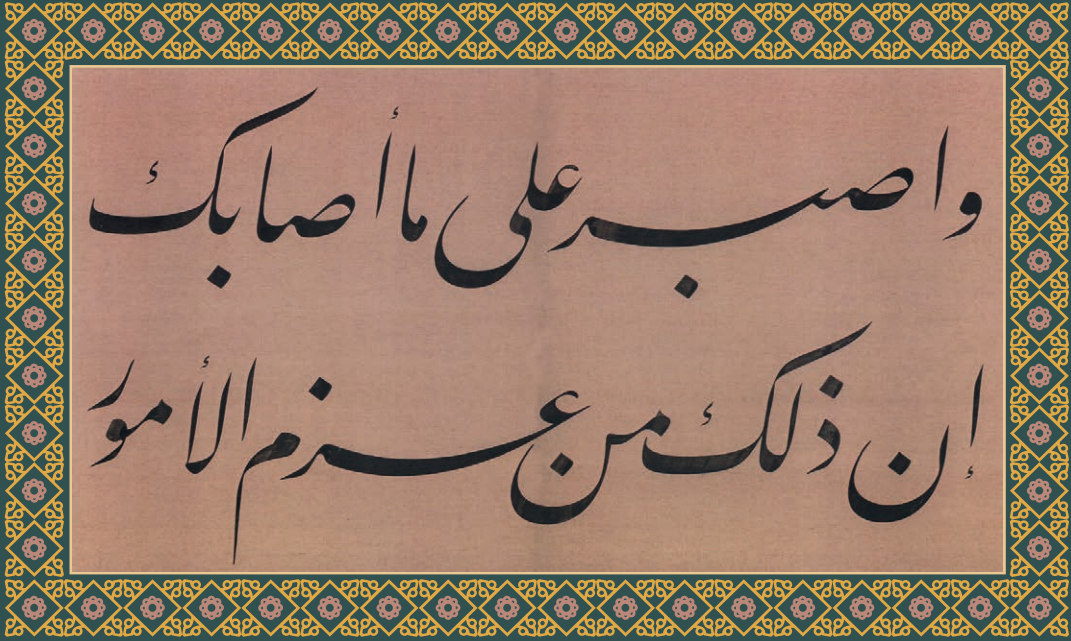 واصبر على ما أصابك
إن ذلك من عزم الأمور